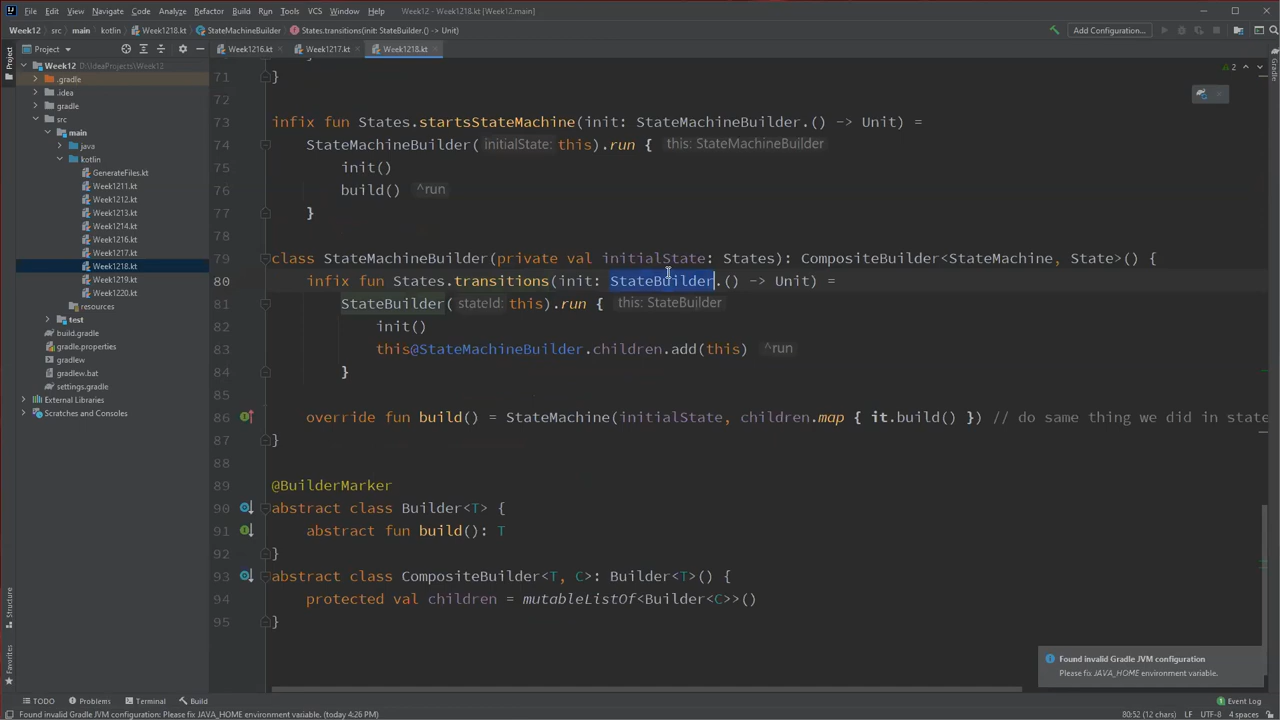 File Edit View Navigate Code Analyze Refactor Build Run Tools VCS Window Help Week12 - Week1218.kt [Week12.main]
Week12 src main kotlin Week1218.kt StateMachineBuilder States.transitions(init: StateBuilder.() -> Unit) Add Configuration...
Project Week1216.kt Week1217.kt Week1218.kt
Week12
.gradle
.idea
gradle
src
main
java
kotlin
GenerateFiles.kt
Week1211.kt
Week1212.kt
Week1213.kt
Week1214.kt
Week1216.kt
Week1217.kt
Week1218.kt
Week1219.kt
Week1220.kt
resources
test
build.gradle
gradle.properties
gradlew
gradlew.bat
settings.gradle
External Libraries
Scratches and Consoles
2
71 }
72
73 infix fun States.startsStateMachine(init: StateMachineBuilder.() -> Unit) =
74 StateMachineBuilder( initialState: this).run { this: StateMachineBuilder
75 init()
76 build() ^run
77 }
78
79 class StateMachineBuilder(private val initialState: States): CompositeBuilder<StateMachine, State>() {
80 infix fun States.transitions(init: StateBuilder.() -> Unit) =
81 StateBuilder( stateId: this).run { this: StateBuilder
82 init()
83 this@StateMachineBuilder.children.add(this) ^run
84 }
85
86 override fun build() = StateMachine(initialState, children.map { it.build() }) // do same thing we did in state
87 }
88
89 @BuilderMarker
90 abstract class Builder<T> {
91 abstract fun build(): T
92 }
93 abstract class CompositeBuilder<T, C>: Builder<T>() {
94 protected val children = mutableListOf<Builder<C>>()
95 }
Project
Structure
Favorites
Gradle
Found invalid Gradle JVM configuration
Please fix JAVA_HOME environment variable.
TODO Problems Terminal Build Event Log
Found invalid Gradle JVM configuration: Please fix JAVA_HOME environment variable. (today 4:26 PM) 80:52 (12 chars) LF UTF-8 4 spaces